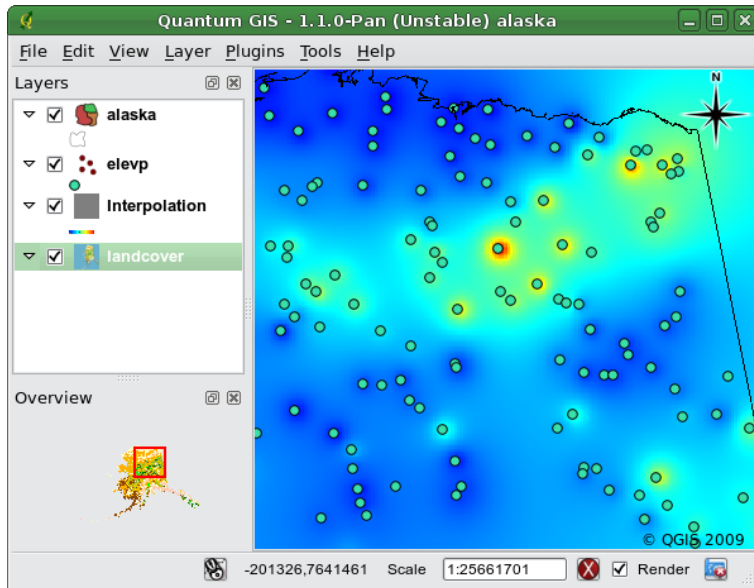 Quantum GIS - 1.1.0-Pan (Unstable) alaska
File Edit View Layer Plugins Tools Help
Layers
alaska
elevp
Interpolation
landcover
Overview
N
© QGIS 2009
-201326,7641461 Scale 1:25661701 Render